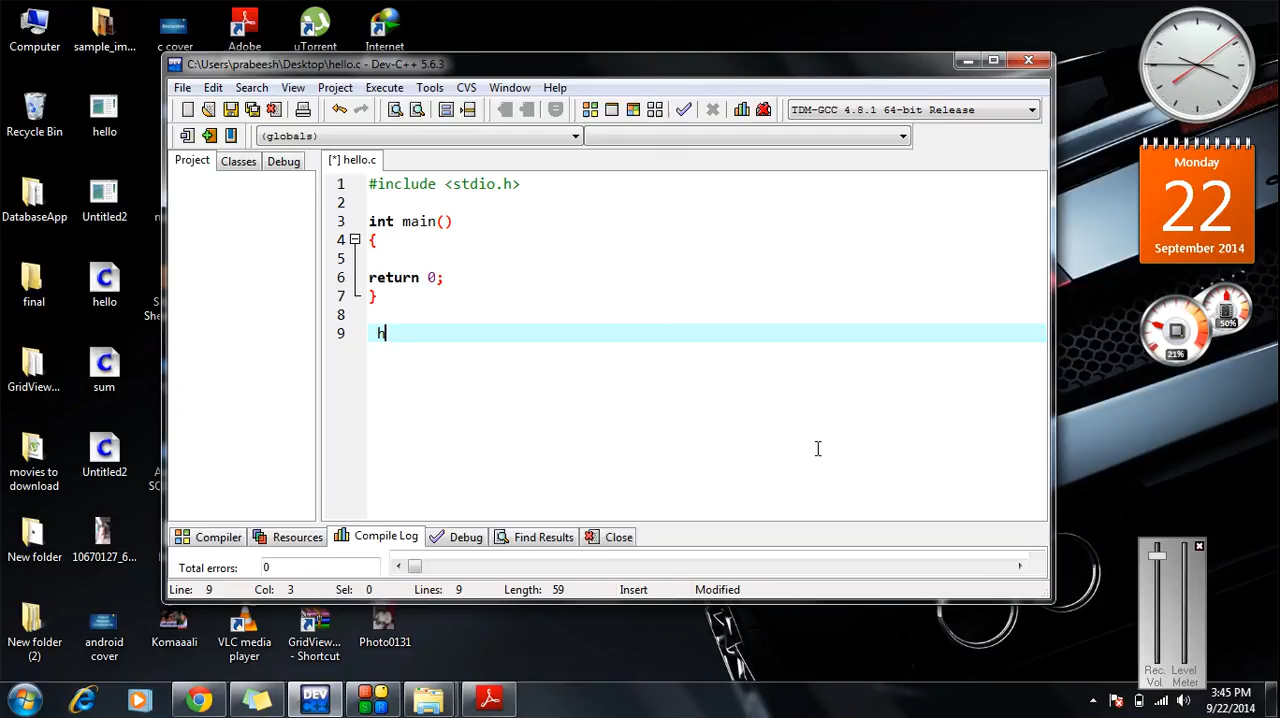 Computer
sample_im...
c cover
Adobe
uTorrent
Internet
C:\Users\prabeesh\Desktop\hello.c - Dev-C++ 5.6.3
File Edit Search View Project Execute Tools CVS Window Help
TDM-GCC 4.8.1 64-bit Release
(globals)
Project Classes Debug
[*] hello.c
1 #include <stdio.h>
2
3 int main()
4 {
5
6 return 0;
7 }
8
9 h
Compiler Resources Compile Log Debug Find Results Close
Total errors: 0
Line: 9 Col: 3 Sel: 0 Lines: 9 Length: 59 Insert Modified
Recycle Bin
hello
DatabaseApp
Untitled2
final
hello
GridView...
sum
movies to
download
Untitled2
New folder
10670127_6...
New folder
(2)
android
cover
Komaaali
VLC media
player
GridView...
- Shortcut
Photo0131
Monday
22
September 2014
50%
21%
Rec.
Vol.
Level
Meter
DEV
3:45 PM
9/22/2014